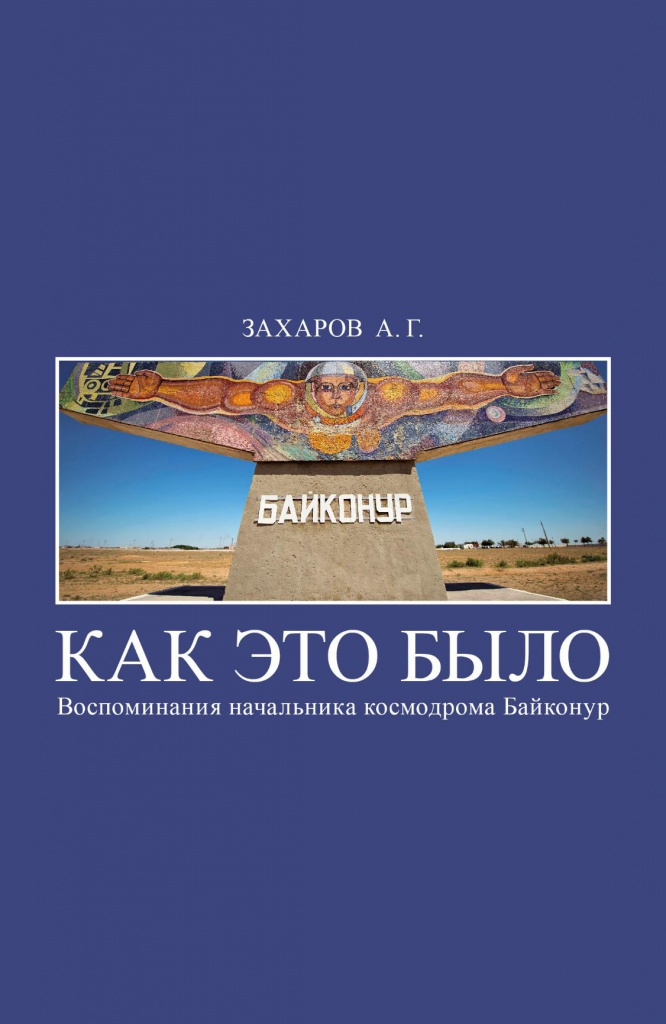 ЗАХАРОВ А. Г.
БАЙКОНУР
КАК ЭТО БЫЛО
Воспоминания начальника космодрома Байконур